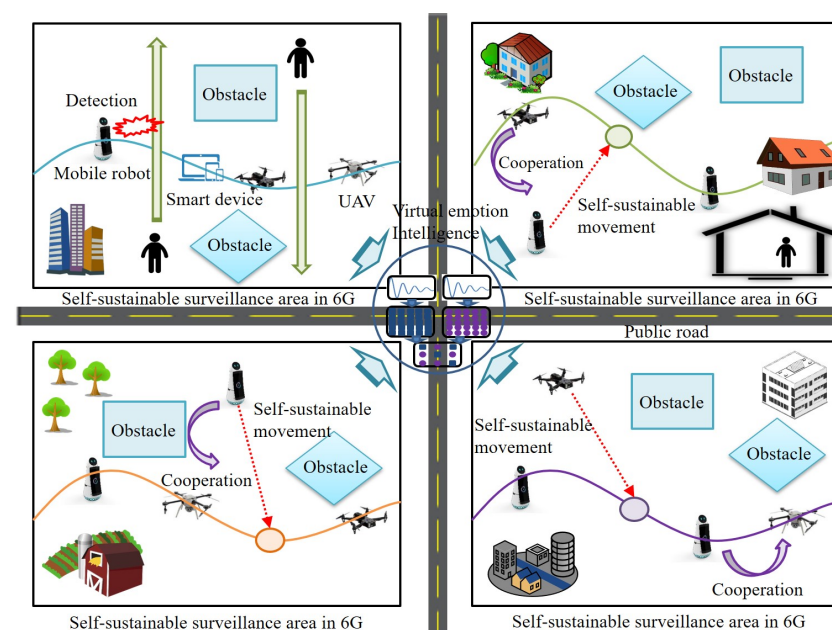 Obstacle
Detection
Mobile robot
Smart device
UAV
Obstacle
Self-sustainable surveillance area in 6G
Obstacle
Obstacle
Cooperation
Self-sustainable
movement
Self-sustainable surveillance area in 6G
Virtual emotion
Intelligence
Public road
Obstacle
Self-sustainable
movement
Cooperation
Obstacle
Self-sustainable surveillance area in 6G
Obstacle
Self-sustainable
movement
Obstacle
Cooperation
Self-sustainable surveillance area in 6G